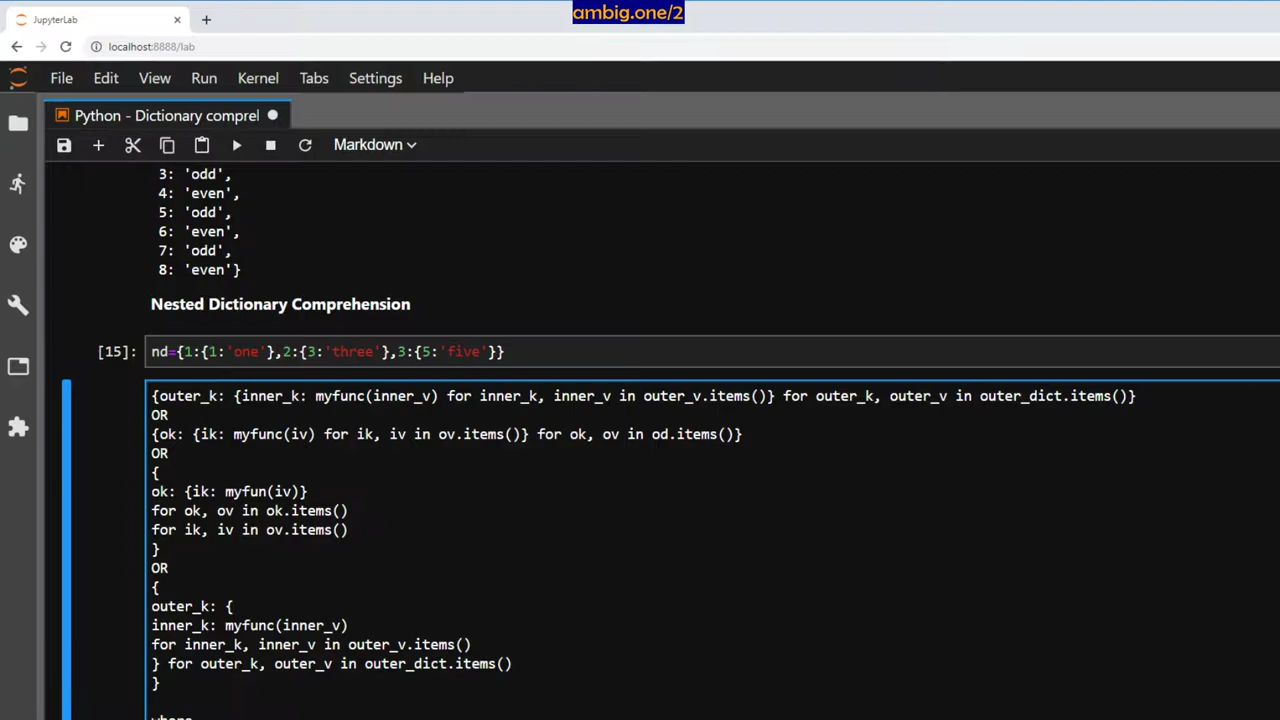 ambig.one/2
JupyterLab
localhost:8888/lab
File Edit View Run Kernel Tabs Settings Help
Python - Dictionary comprel
Markdown
3: 'odd',
4: 'even',
5: 'odd',
6: 'even',
7: 'odd',
8: 'even'}
Nested Dictionary Comprehension
[15]: nd={1:{1:'one'},2:{3:'three'},3:{5:'five'}}
{outer_k: {inner_k: myfunc(inner_v) for inner_k, inner_v in outer_v.items()} for outer_k, outer_v in outer_dict.items()}
OR
{ok: {ik: myfunc(iv) for ik, iv in ov.items()} for ok, ov in od.items()}
OR
{
ok: {ik: myfun(iv)}
for ok, ov in ok.items()
for ik, iv in ov.items()
}
OR
{
outer_k: {
inner_k: myfunc(inner_v)
for inner_k, inner_v in outer_v.items()
} for outer_k, outer_v in outer_dict.items()
}